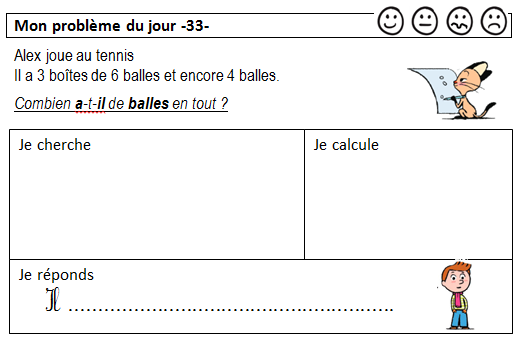 Mon problème du jour -33-
Alex joue au tennis
Il a 3 boîtes de 6 balles et encore 4 balles.
Combien a-t-il de balles en tout ?
Je cherche
Je calcule
Je réponds
Il ......................................................